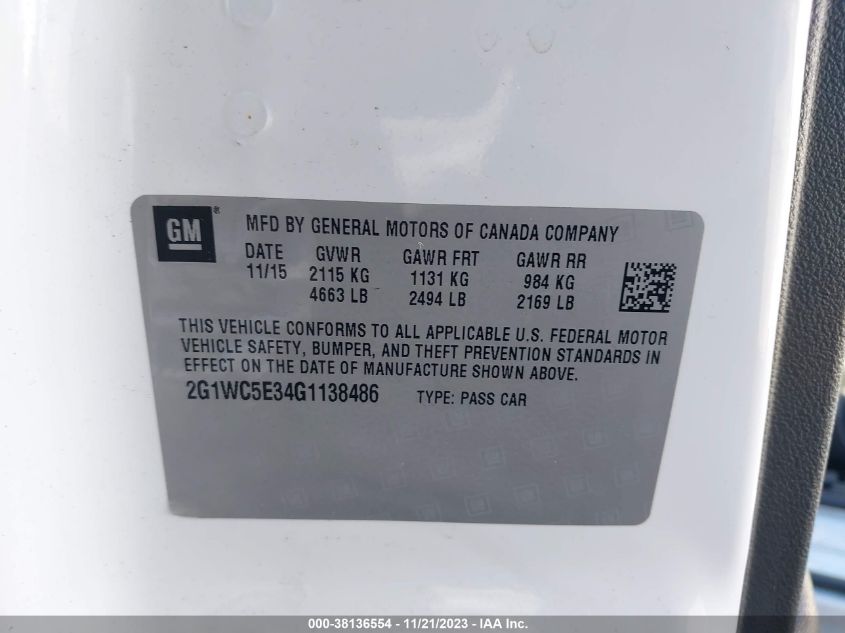 GM®
MFD BY GENERAL MOTORS OF CANADA COMPANY
DATE GVWR GAWR FRT GAWR RR
11/15 2115 KG 1131 KG 984 KG
4663 LB 2494 LB 2169 LB
THIS VEHICLE CONFORMS TO ALL APPLICABLE U.S. FEDERAL MOTOR
VEHICLE SAFETY, BUMPER, AND THEFT PREVENTION STANDARDS IN
EFFECT ON THE DATE OF MANUFACTURE SHOWN ABOVE.
2G1WC5E34G1138486 TYPE: PASS CAR
000-38136554 - 11/21/2023 - IAA Inc.